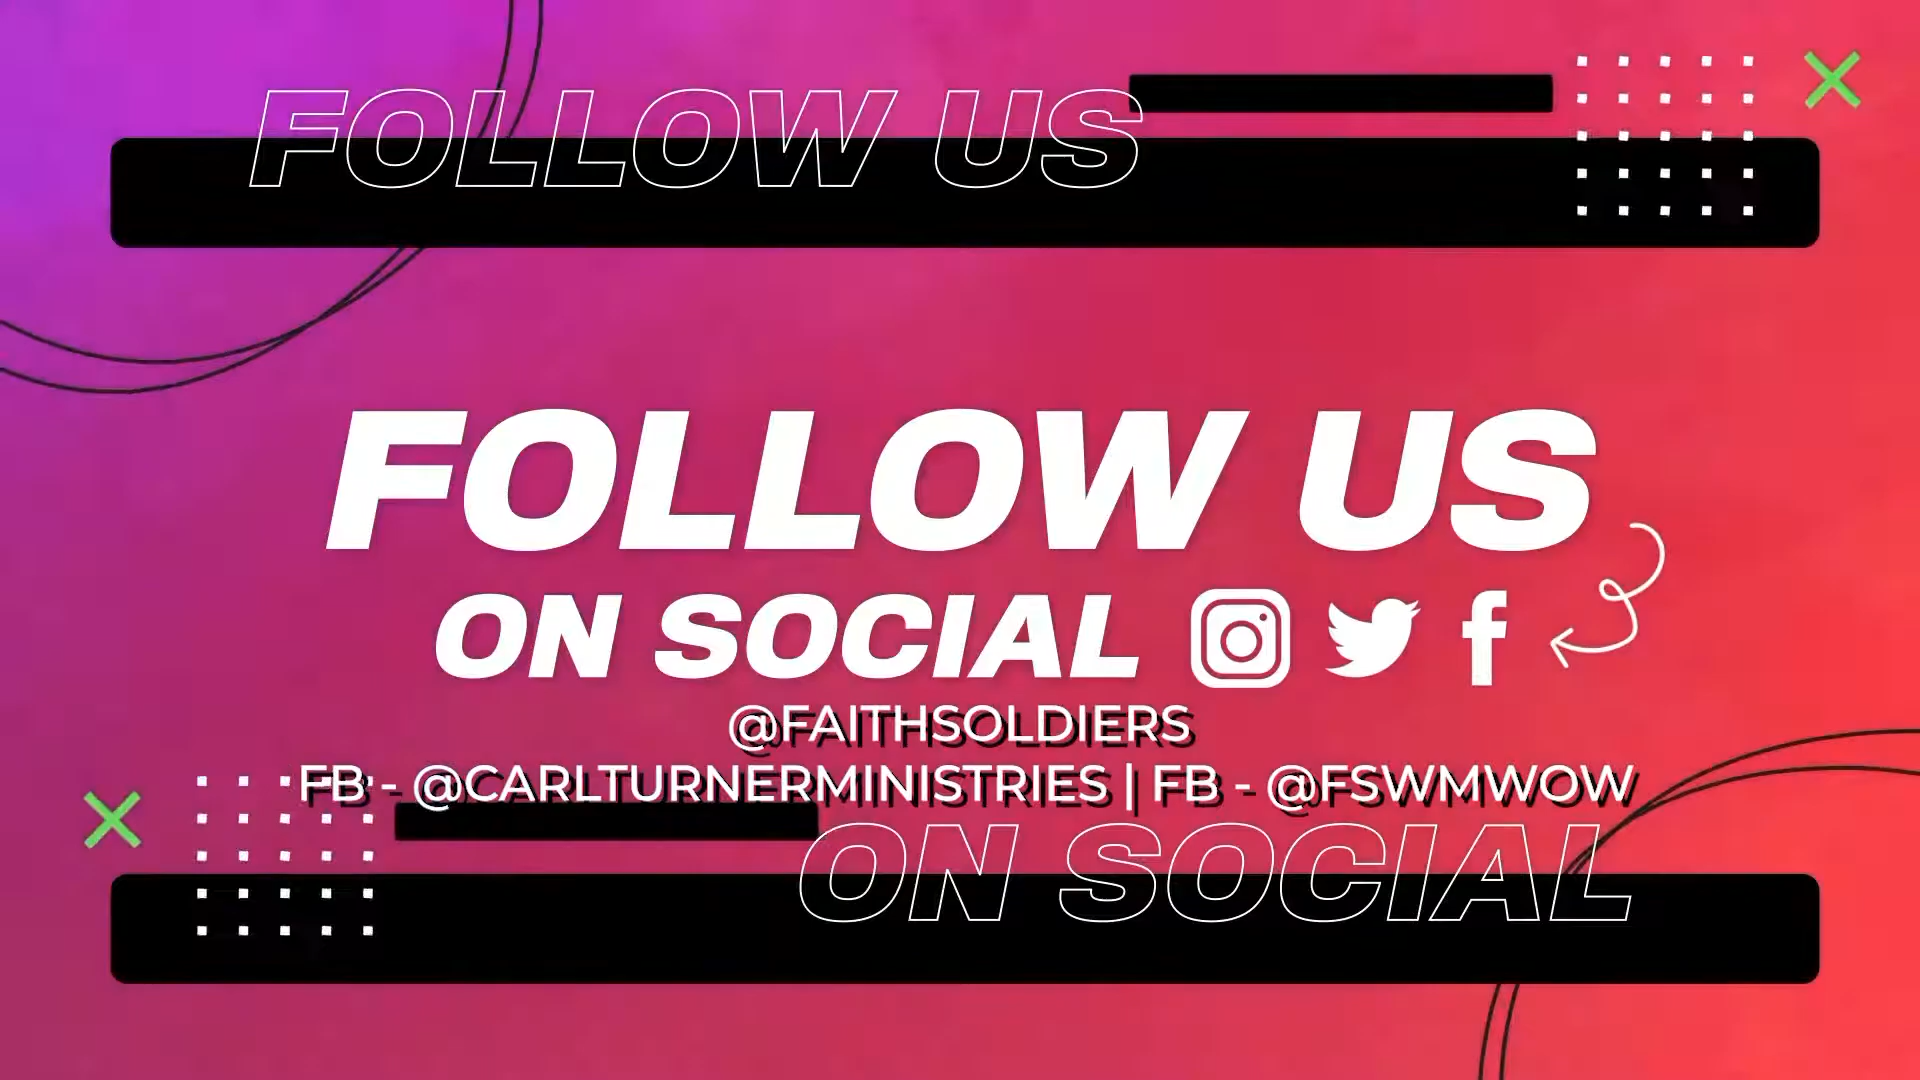 FOLLOW US
FOLLOW US
ON SOCIAL
@FAITHSOLDIERS
FB - @CARLTURNERMINISTRIES | FB - @FSWMWOW
ON SOCIAL